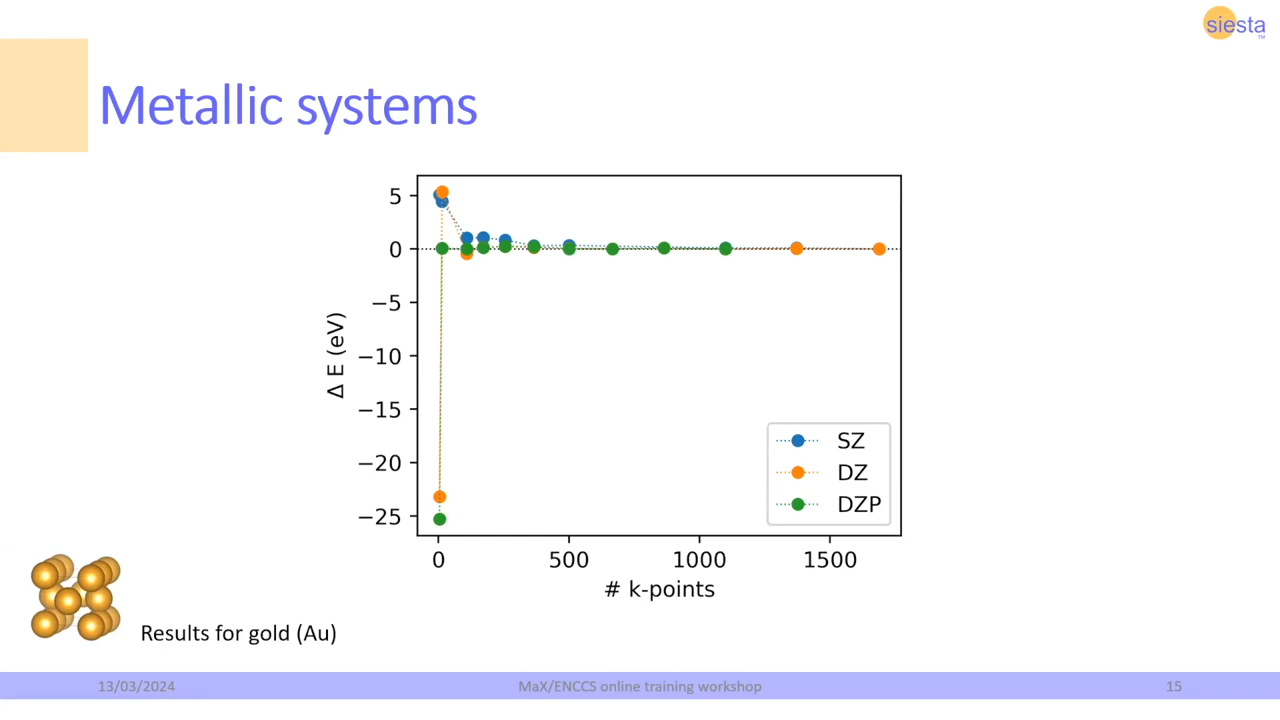 siesta
TM
Metallic systems
5
0
−5
−10
−15
−20
−25
Δ E (eV)
0 500 1000 1500
# k-points
SZ
DZ
DZP
Results for gold (Au)
13/03/2024 MaX/ENCCS online training workshop 15